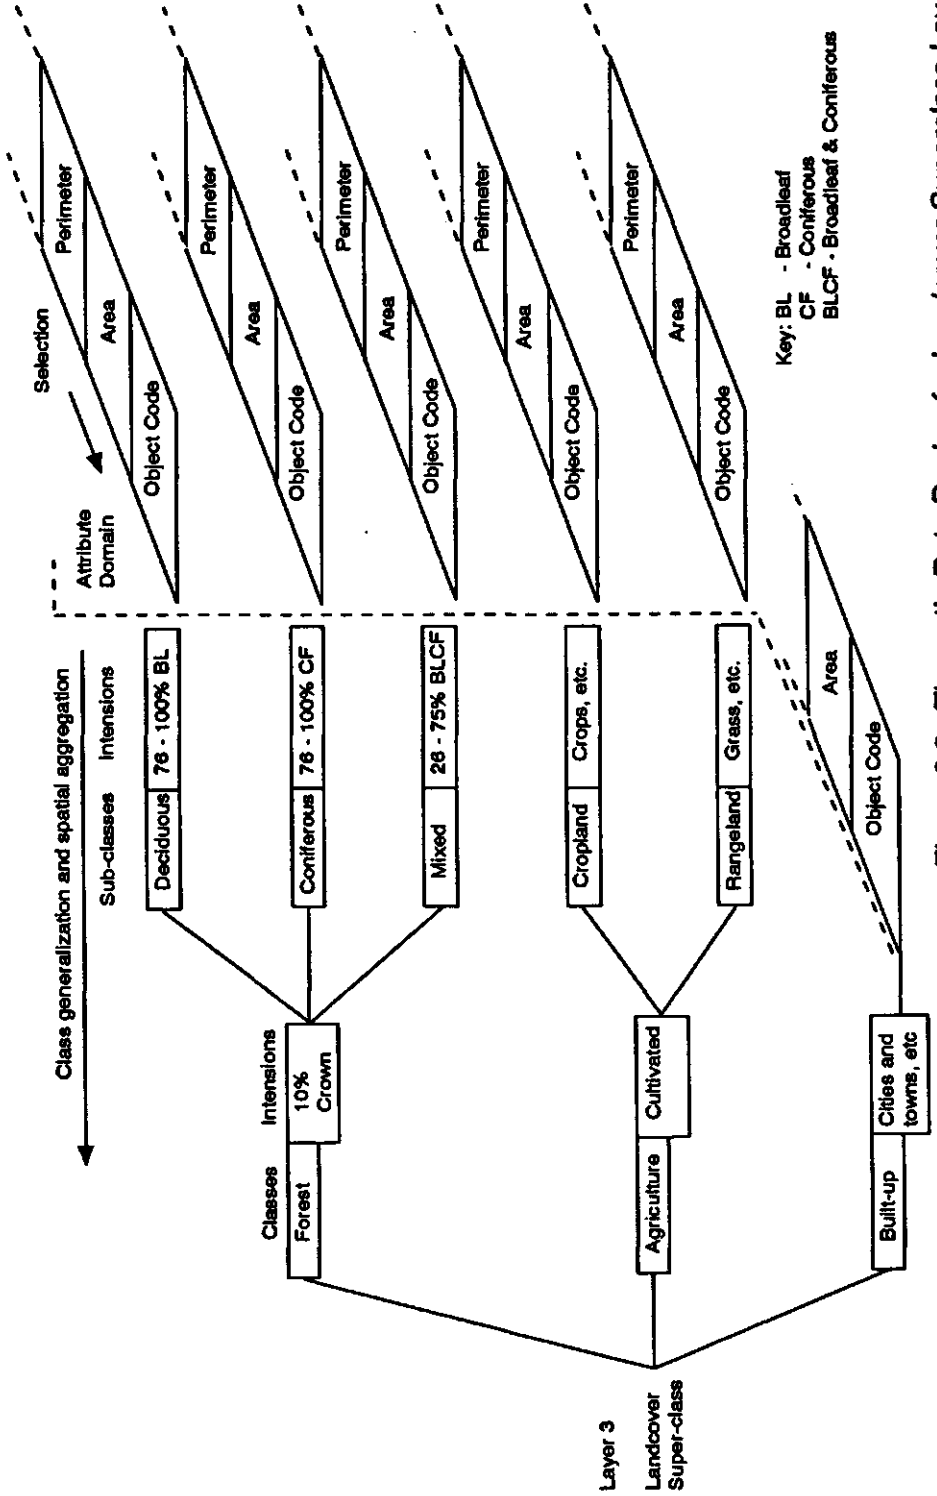 Class generalization and spatial aggregation
Classes
Intensions
Sub-classes
Intensions
Attribute
Domain
Selection
Layer 3
Landcover
Super-class
Forest
10%
Crown
Agriculture
Cultivated
Built-up
Cities and
towns, etc
Deciduous
76 - 100% BL
Coniferous
76 - 100% CF
Mixed
26 - 75% BLCF
Cropland
Crops, etc.
Rangeland
Grass, etc.
Object Code
Area
Perimeter
Object Code
Area
Perimeter
Object Code
Area
Perimeter
Object Code
Area
Perimeter
Object Code
Area
Perimeter
Object Code
Area
Key: BL - Broadleaf
CF - Coniferous
BLCF - Broadleaf & Coniferous